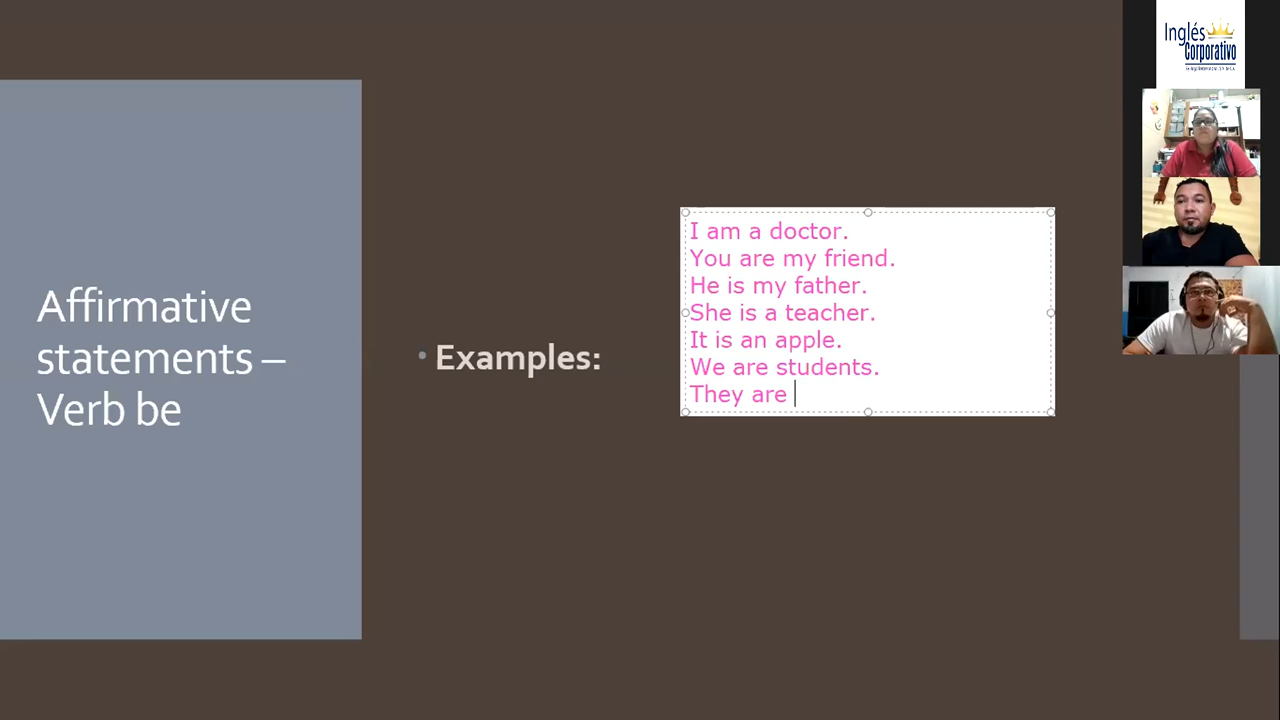 Affirmative
statements –
Verb be
• Examples:
I am a doctor.
You are my friend.
He is my father.
She is a teacher.
It is an apple.
We are students.
They are
Inglés
Corporativo